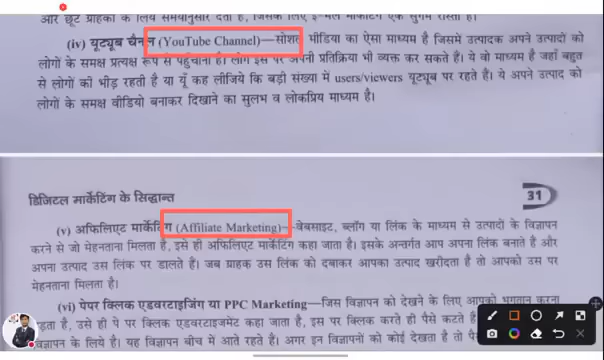 और छूट ग्राहकों के लिये समयानुसार देता है, जिसके लिए ई-मेल मार्केटिंग एक सुगम रास्ता है।
(iv) यूट्यूब चैनल (YouTube Channel)—सोशल मीडिया का ऐसा माध्यम है जिसमें उत्पादक अपने उत्पादों को
लोगों के समक्ष प्रत्यक्ष रूप से पहुंचाना है। लोग इस पर अपनी प्रतिक्रिया भी व्यक्त कर सकते हैं। ये वो माध्यम है जहाँ बहुत
से लोगों की भीड़ रहती है या यूँ कह लीजिये कि बड़ी संख्या में users/viewers यूट्यूब पर रहते हैं। ये अपने उत्पाद को
लोगों के समक्ष वीडियो बनाकर दिखाने का सुलभ व लोकप्रिय माध्यम है।
डिजिटल मार्केटिंग के सिद्धान्त
31
(v) अफिलिएट मार्केटिंग (Affiliate Marketing)—वेबसाइट, ब्लॉग या लिंक के माध्यम से उत्पादों के विज्ञापन
करने से जो मेहनताना मिलता है, इसे ही अफिलिएट मार्केटिंग कहा जाता है। इसके अन्तर्गत आप अपना लिंक बनाते हैं और
अपना उत्पाद उस लिंक पर डालते हैं। जब ग्राहक उस लिंक को दबाकर आपका उत्पाद खरीदता है तो आपको उस पर
मेहनताना मिलता है।
(vi) पेपर क्लिक एडवरटाइजिंग या PPC Marketing—जिस विज्ञापन को देखने के लिए आपको भुगतान करना
ड़ता है, उसे ही पे पर क्लिक एडवरटाइजमेंट कहा जाता है, इस पर क्लिक करते ही पैसे कटते हैं
विज्ञापन के लिये है। यह विज्ञापन बीच में आते रहते हैं। अगर इन विज्ञापनों को कोई देखता है तो